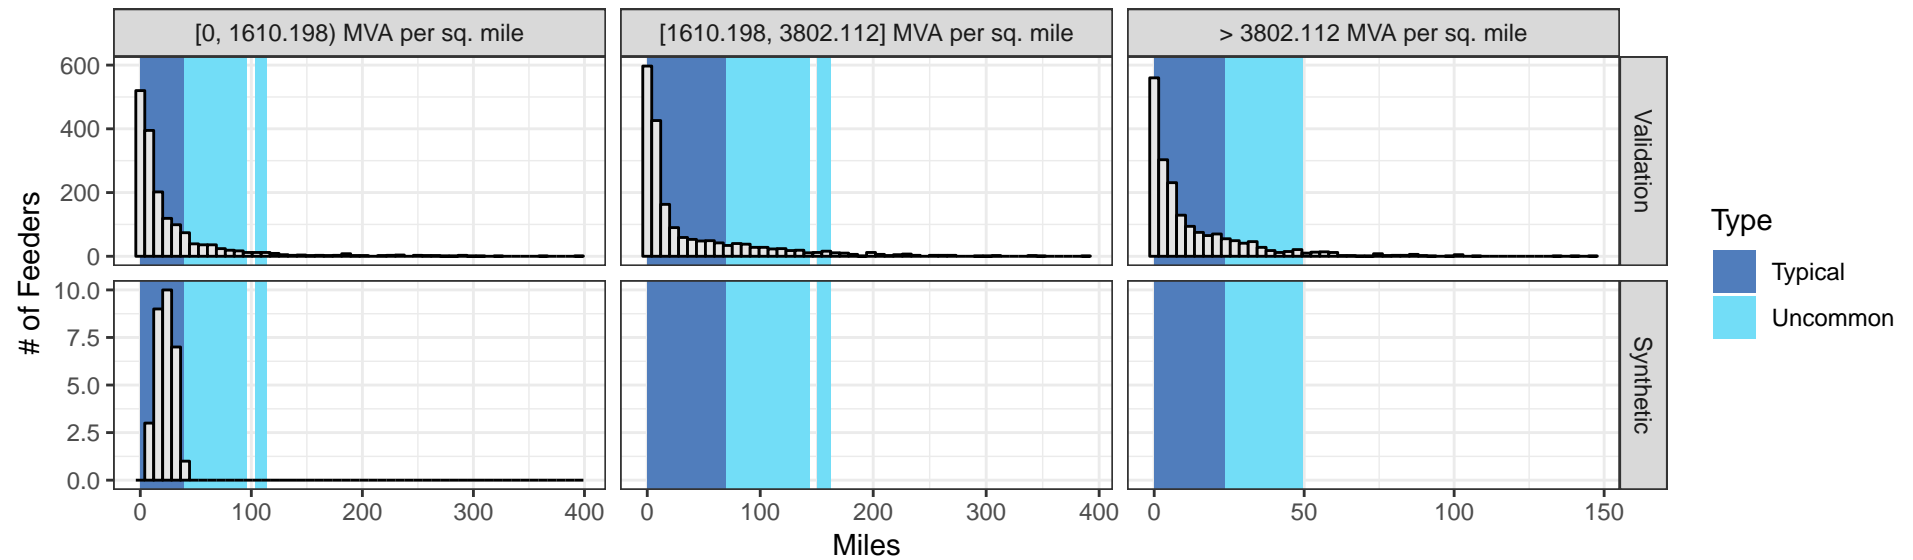 [0, 1610.198) MVA per sq. mile
[1610.198, 3802.112] MVA per sq. mile
> 3802.112 MVA per sq. mile
600
400
200
0
Validation
10.0
7.5
5.0
2.5
0.0
Synthetic
# of Feeders
0 100 200 300 400
0 100 200 300 400
0 50 100 150
Miles
Type
Typical
Uncommon